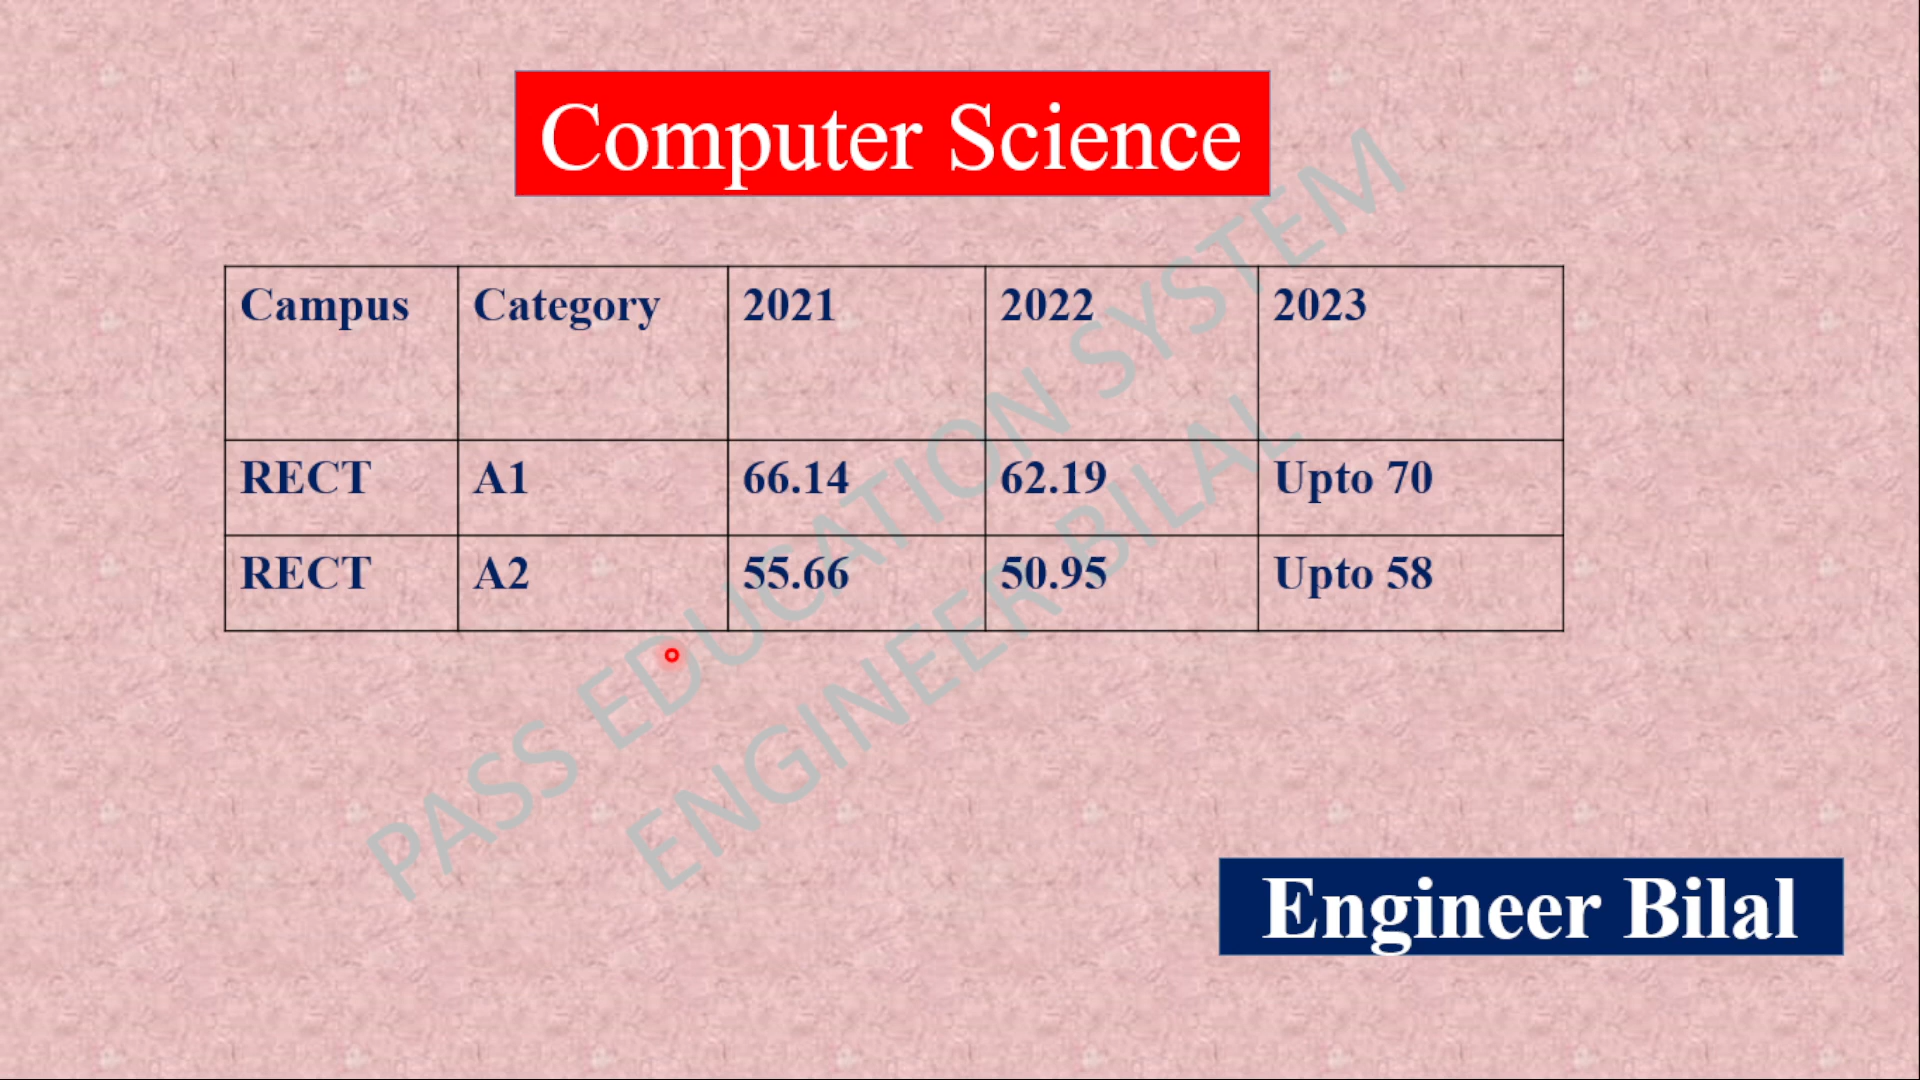 Computer Science
Campus Category 2021 2022 2023
RECT A1 66.14 62.19 Upto 70
RECT A2 55.66 50.95 Upto 58
PASS EDUCATION SYSTEM
ENGINEER BILAL
Engineer Bilal